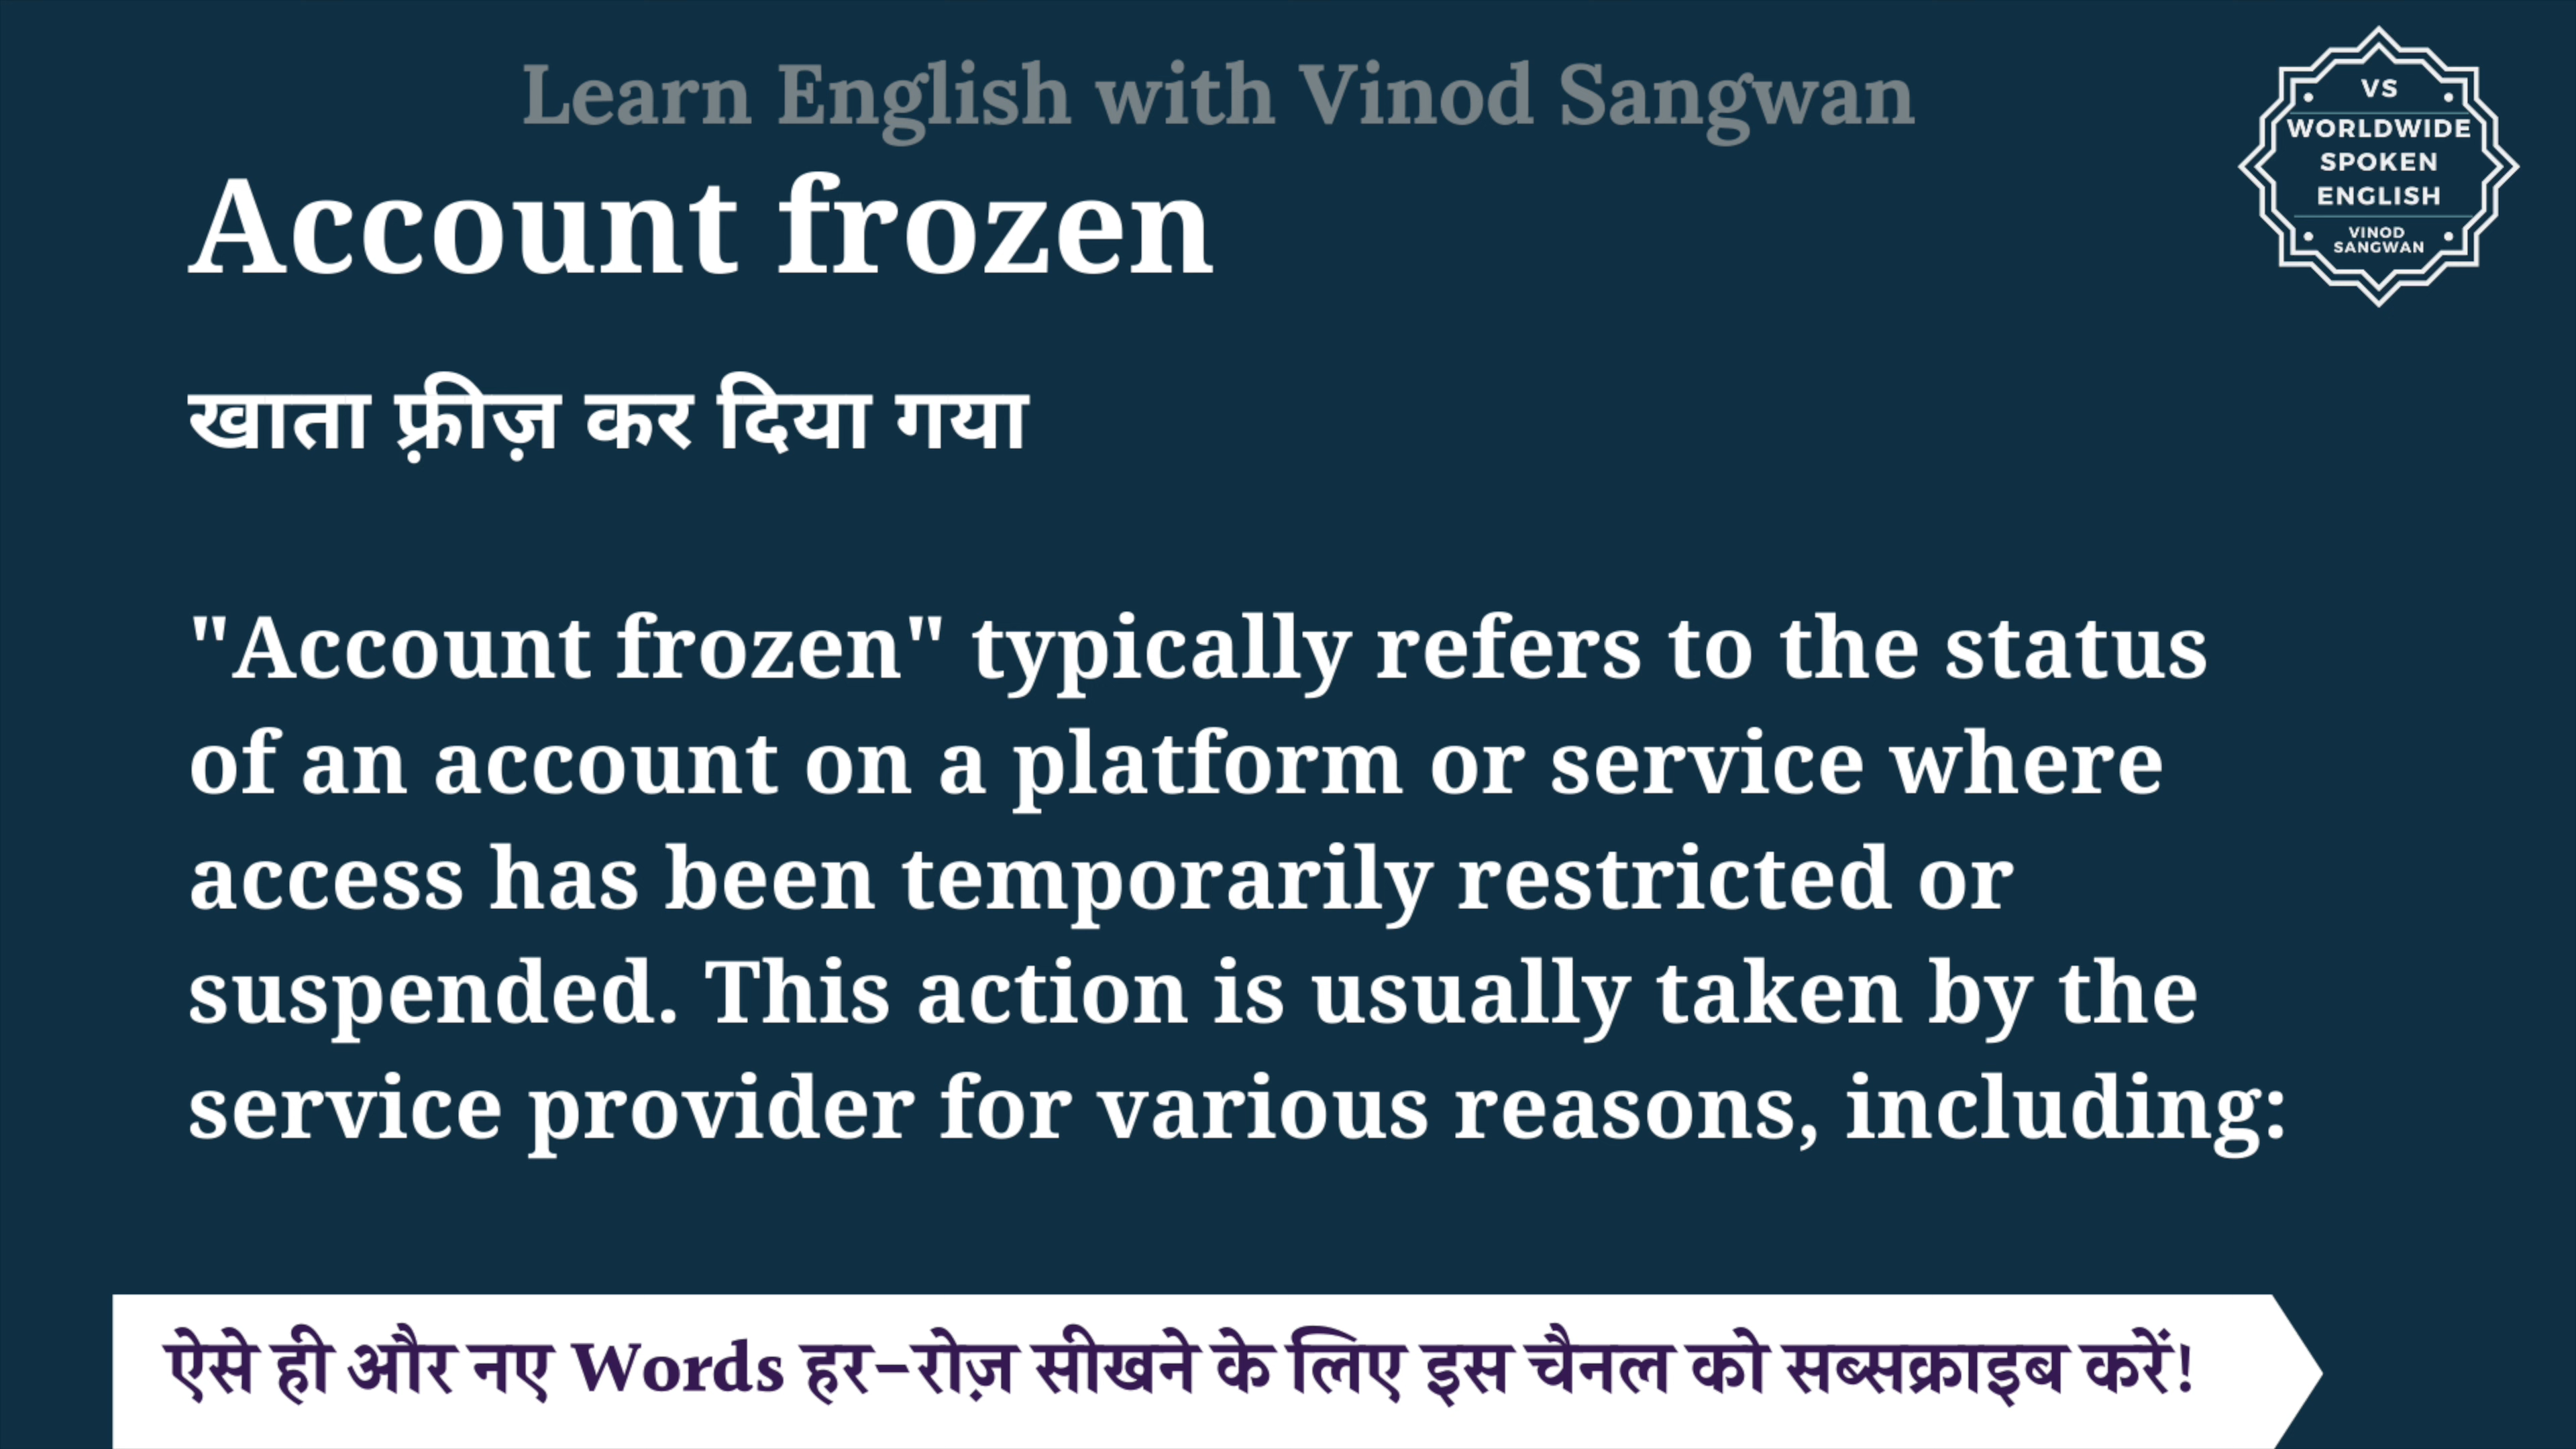 Learn English with Vinod Sangwan
VS
WORLDWIDE
SPOKEN
ENGLISH
VINOD
SANGWAN
Account frozen
खाता फ़्रीज़ कर दिया गया
"Account frozen" typically refers to the status
of an account on a platform or service where
access has been temporarily restricted or
suspended. This action is usually taken by the
service provider for various reasons, including:
ऐसे ही और नए Words हर-रोज़ सीखने के लिए इस चैनल को सब्सक्राइब करें!